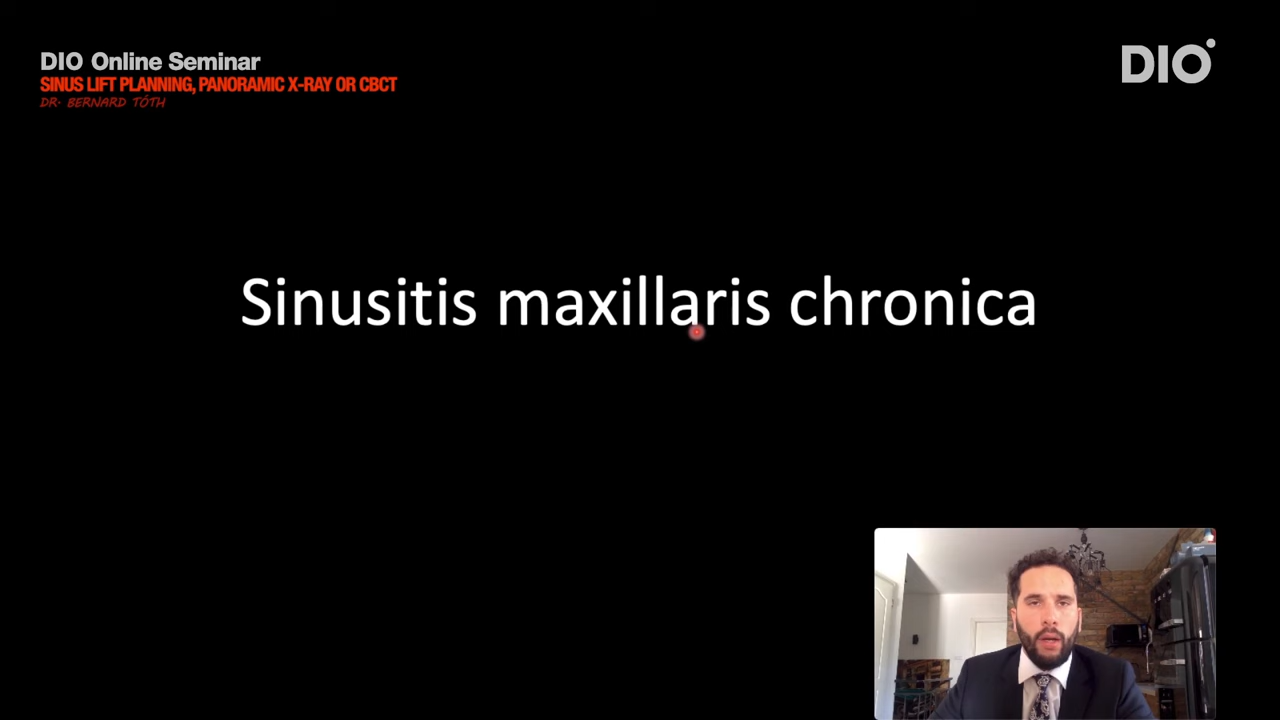 DIO Online Seminar
SINUS LIFT PLANNING, PANORAMIC X-RAY OR CBCT
DR. BERNARD TÓTH
DIO
Sinusitis maxillaris chronica